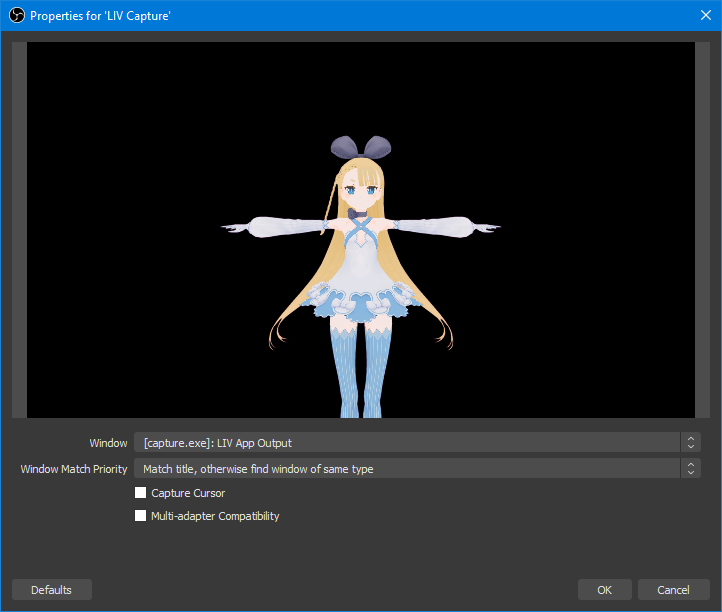 Properties for 'LIV Capture'
Window [capture.exe]: LIV App Output
Window Match Priority Match title, otherwise find window of same type
Capture Cursor
Multi-adapter Compatibility
Defaults OK Cancel